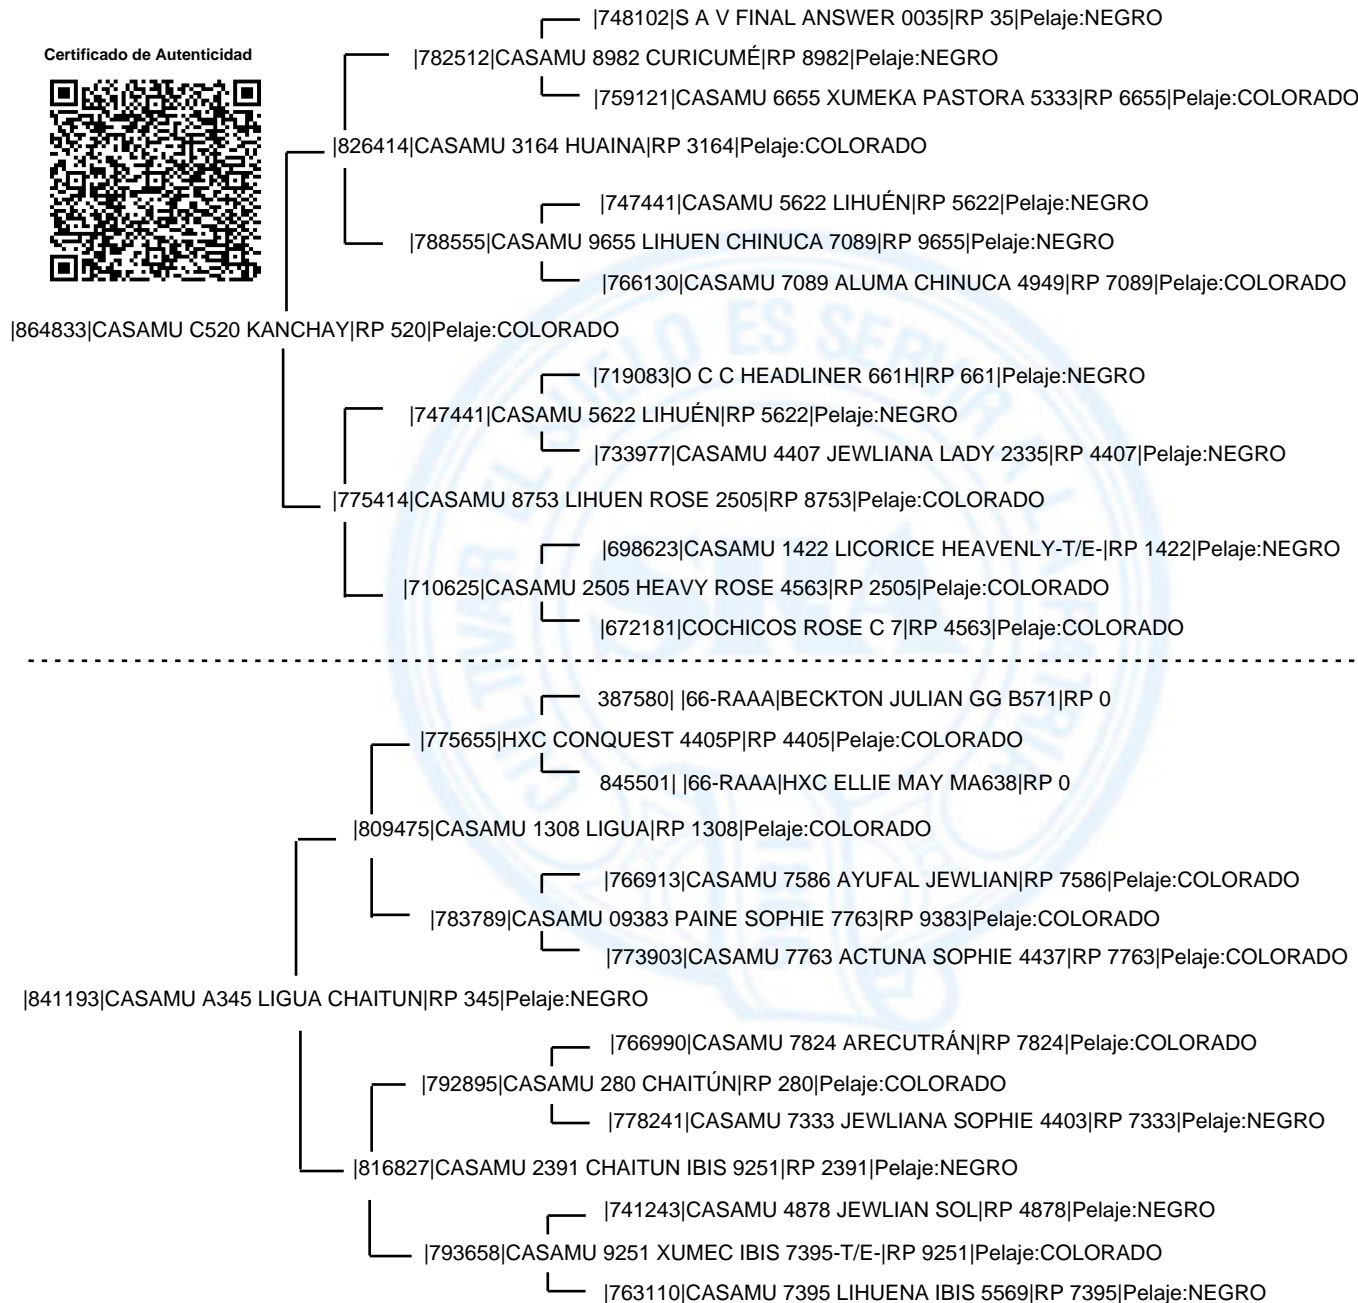 |748102|S A V FINAL ANSWER 0035|RP 35|Pelaje:NEGRO
Certificado de Autenticidad
|782512|CASAMU 8982 CURICUMÉ|RP 8982|Pelaje:NEGRO
|759121|CASAMU 6655 XUMEKA PASTORA 5333|RP 6655|Pelaje:COLORADO
|826414|CASAMU 3164 HUAINA|RP 3164|Pelaje:COLORADO
|747441|CASAMU 5622 LIHUÉN|RP 5622|Pelaje:NEGRO
|788555|CASAMU 9655 LIHUEN CHINUCA 7089|RP 9655|Pelaje:NEGRO
|766130|CASAMU 7089 ALUMA CHINUCA 4949|RP 7089|Pelaje:COLORADO
|864833|CASAMU C520 KANCHAY|RP 520|Pelaje:COLORADO
|719083|O C C HEADLINER 661H|RP 661|Pelaje:NEGRO
|747441|CASAMU 5622 LIHUÉN|RP 5622|Pelaje:NEGRO
|733977|CASAMU 4407 JEWLIANA LADY 2335|RP 4407|Pelaje:NEGRO
|775414|CASAMU 8753 LIHUEN ROSE 2505|RP 8753|Pelaje:COLORADO
|698623|CASAMU 1422 LICORICE HEAVENLY-T/E-|RP 1422|Pelaje:NEGRO
|710625|CASAMU 2505 HEAVY ROSE 4563|RP 2505|Pelaje:COLORADO
|672181|COCHICOS ROSE C 7|RP 4563|Pelaje:COLORADO
387580| |66-RAAA|BECKTON JULIAN GG B571|RP 0
|775655|HXC CONQUEST 4405P|RP 4405|Pelaje:COLORADO
845501| |66-RAAA|HXC ELLIE MAY MA638|RP 0
|809475|CASAMU 1308 LIGUA|RP 1308|Pelaje:COLORADO
|766913|CASAMU 7586 AYUFAL JEWLIAN|RP 7586|Pelaje:COLORADO
|783789|CASAMU 09383 PAINE SOPHIE 7763|RP 9383|Pelaje:COLORADO
|773903|CASAMU 7763 ACTUNA SOPHIE 4437|RP 7763|Pelaje:COLORADO
|841193|CASAMU A345 LIGUA CHAITUN|RP 345|Pelaje:NEGRO
|766990|CASAMU 7824 ARECUTRÁN|RP 7824|Pelaje:COLORADO
|792895|CASAMU 280 CHAITÚN|RP 280|Pelaje:COLORADO
|778241|CASAMU 7333 JEWLIANA SOPHIE 4403|RP 7333|Pelaje:NEGRO
|816827|CASAMU 2391 CHAITUN IBIS 9251|RP 2391|Pelaje:NEGRO
|741243|CASAMU 4878 JEWLIAN SOL|RP 4878|Pelaje:NEGRO
|793658|CASAMU 9251 XUMEC IBIS 7395-T/E-|RP 9251|Pelaje:COLORADO
|763110|CASAMU 7395 LIHUENA IBIS 5569|RP 7395|Pelaje:NEGRO
CULTIVAR EL SUELO ES SERVIR A LA PATRIA
SRA